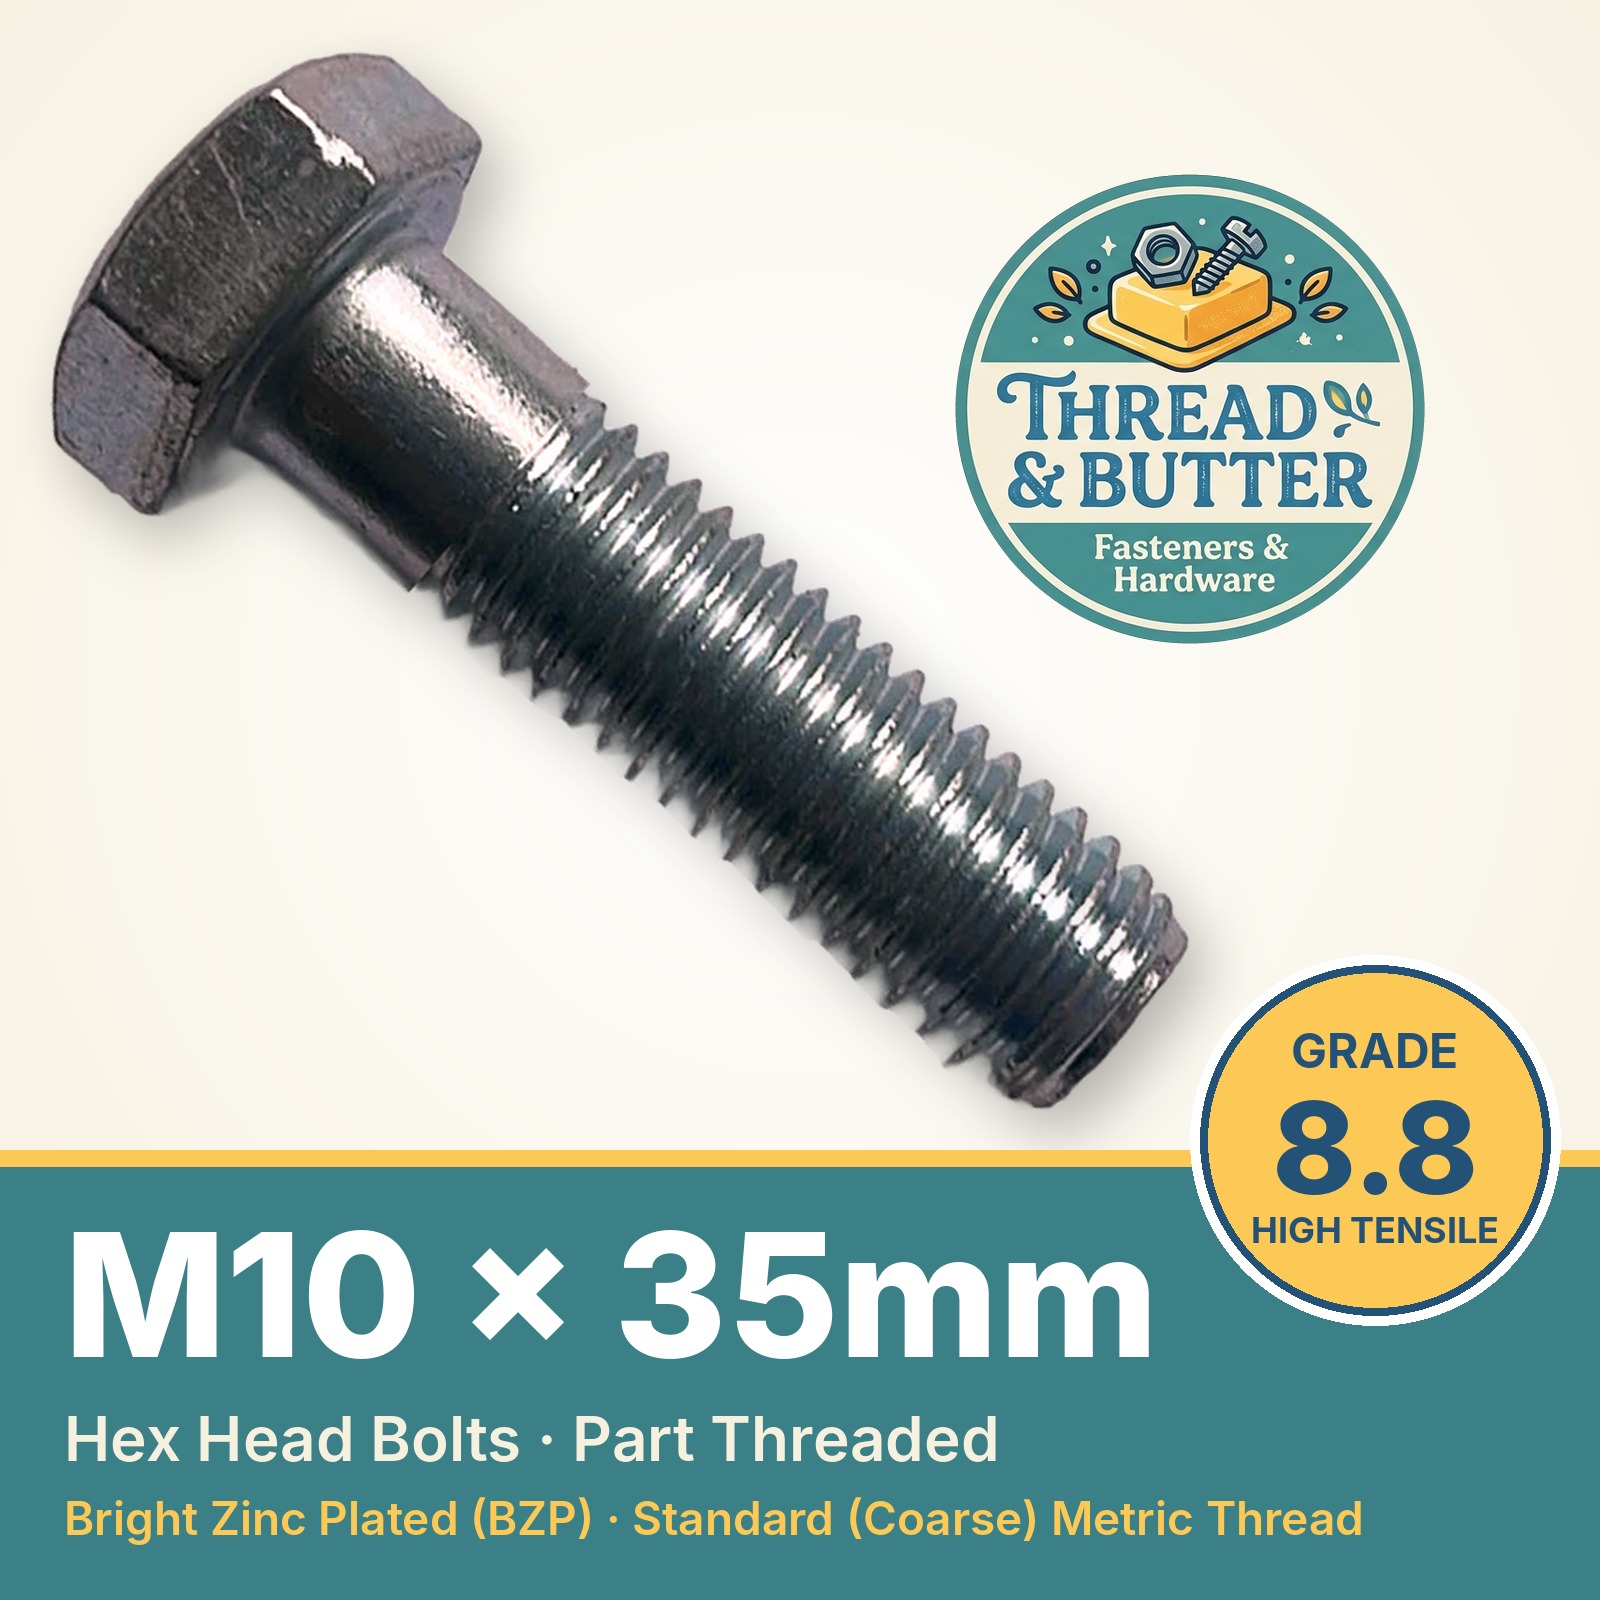 THREAD
& BUTTER
Fasteners &
Hardware
GRADE
8.8
HIGH TENSILE
M10 × 35mm
Hex Head Bolts · Part Threaded
Bright Zinc Plated (BZP) · Standard (Coarse) Metric Thread